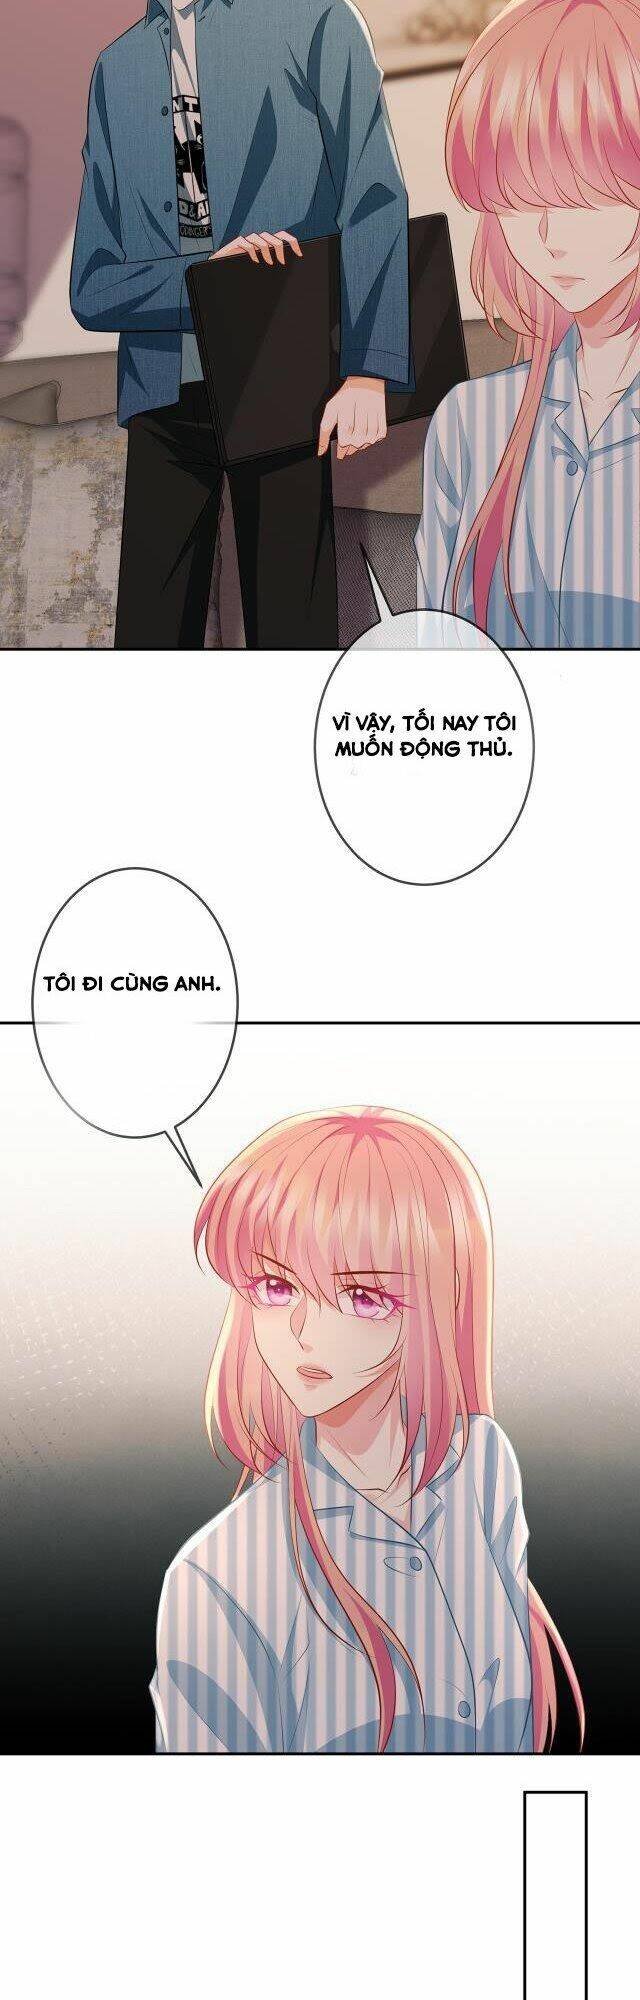 VÌ VẬY, TỐI NAY TÔI
MUỐN ĐỘNG THỦ.
TÔI ĐI CÙNG ANH.